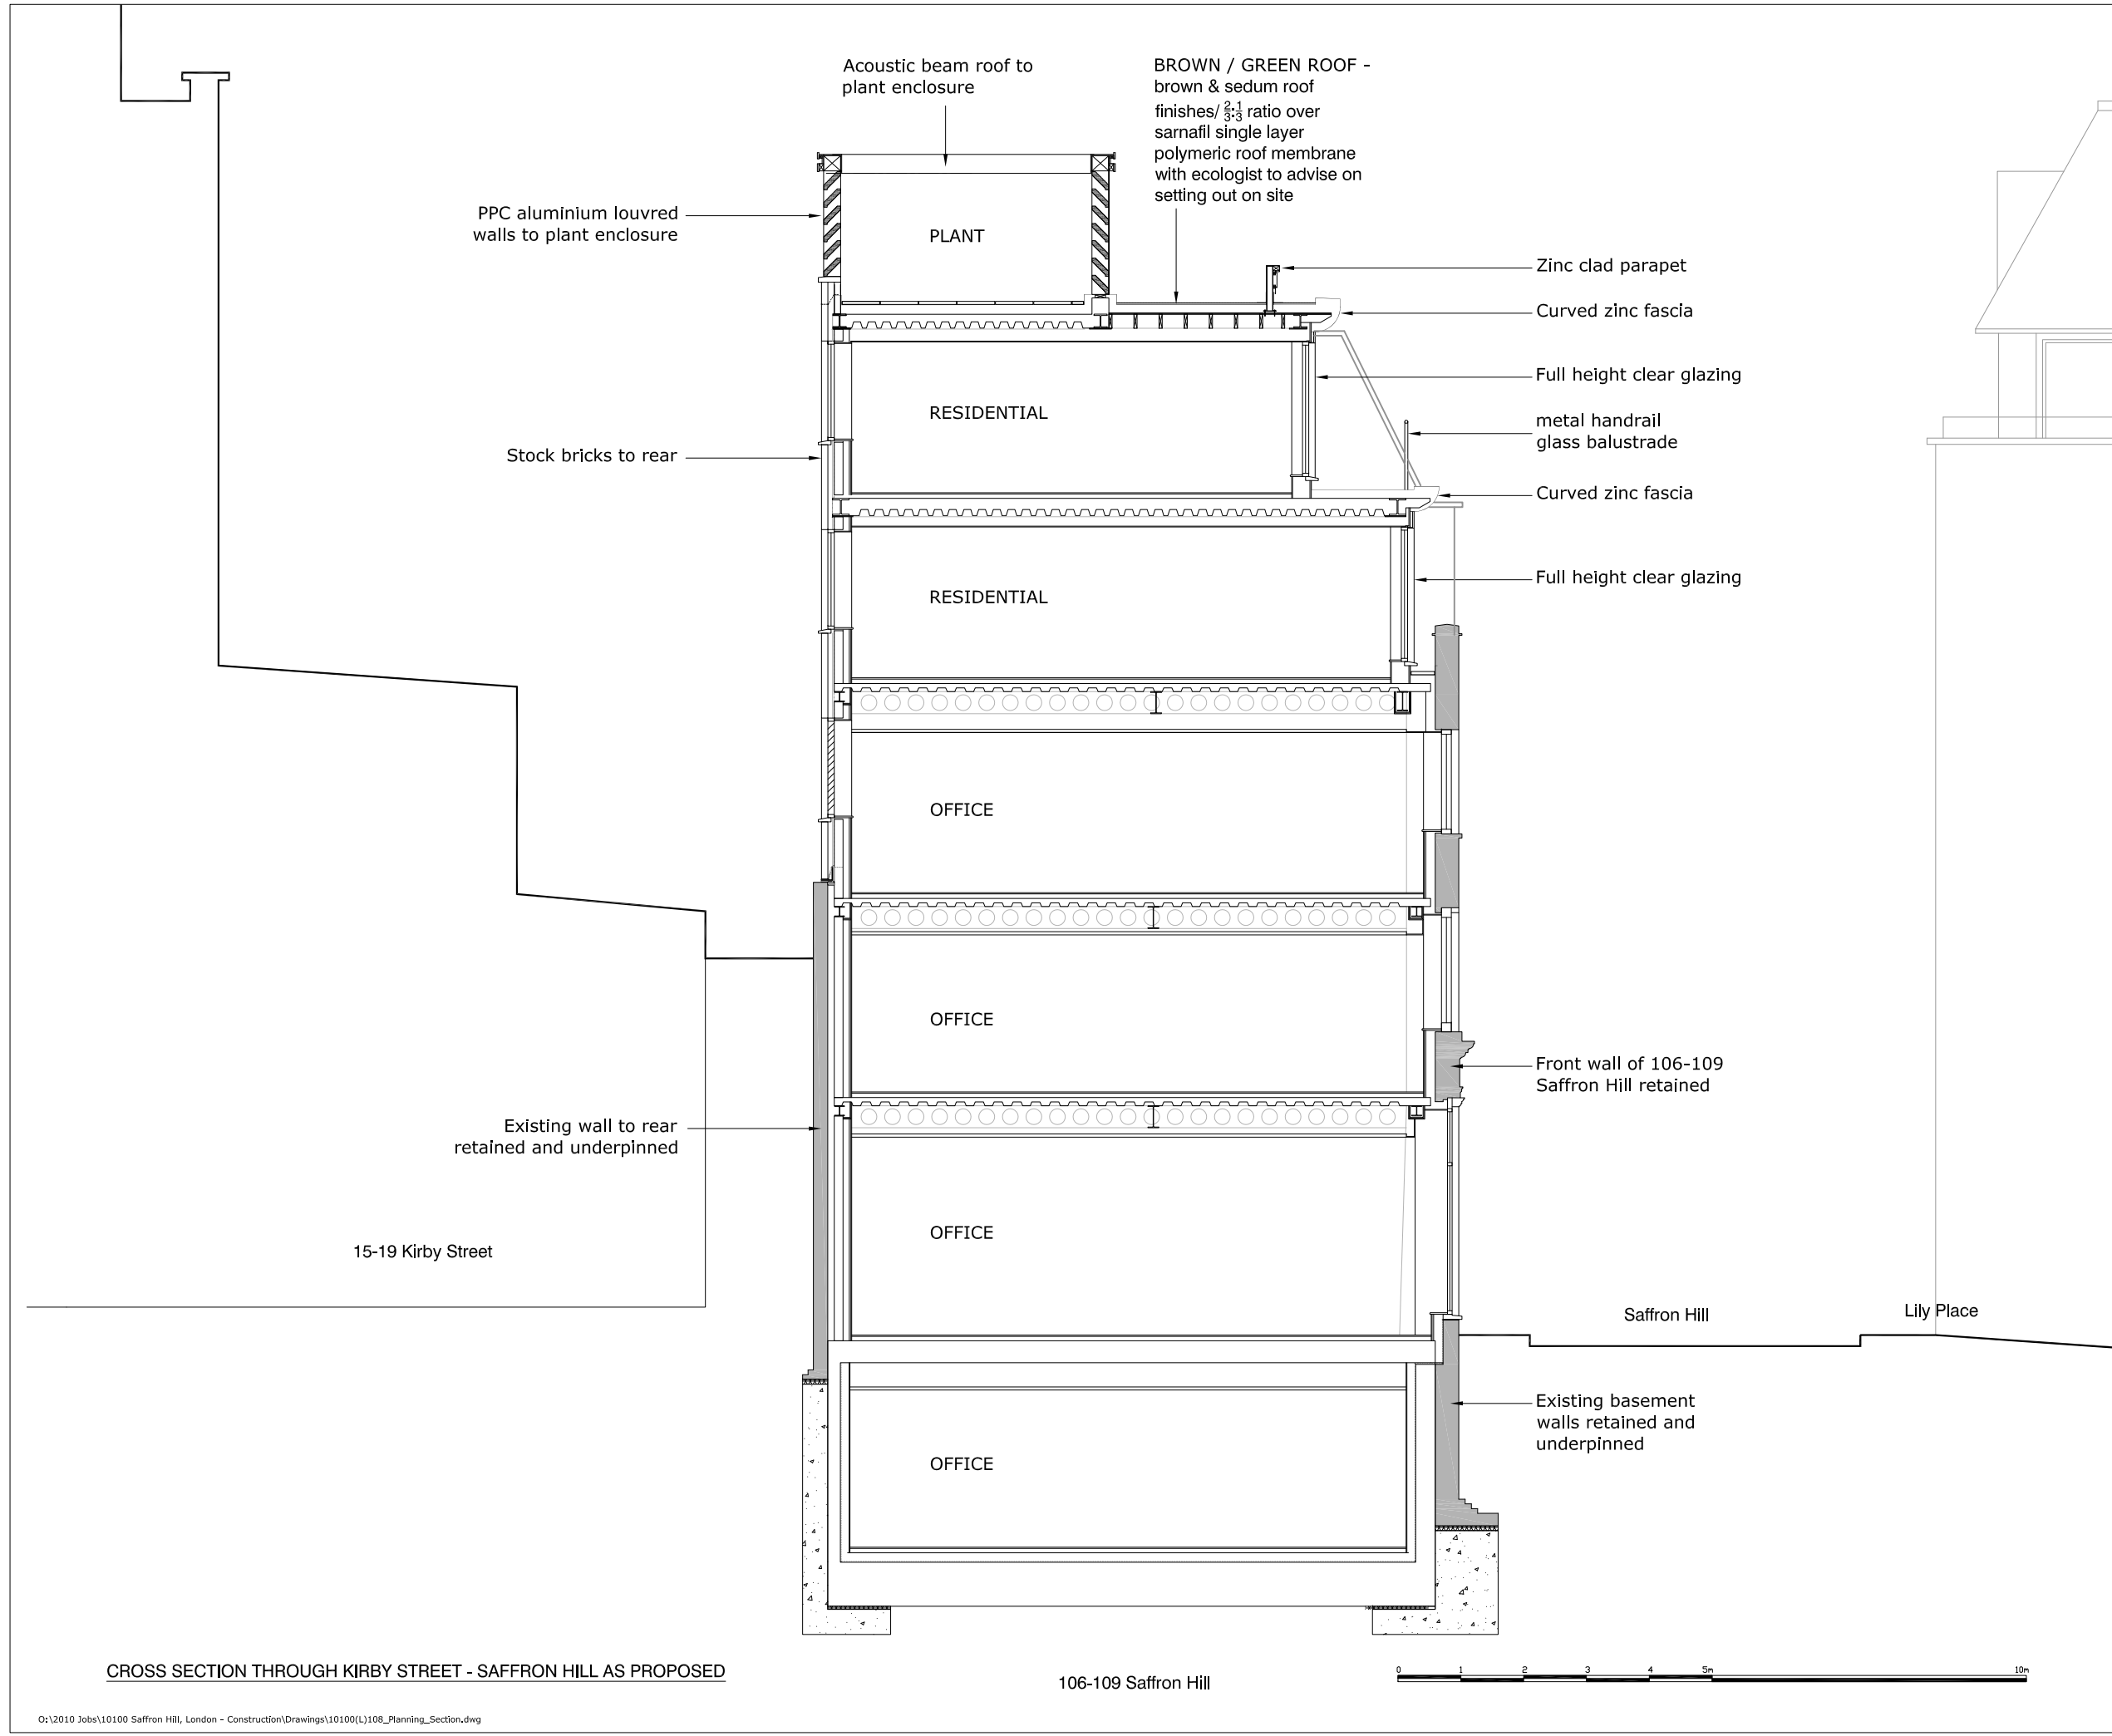 Acoustic beam roof to
plant enclosure
BROWN / GREEN ROOF -
brown & sedum roof
finishes/ 2/3:1/3 ratio over
sarnafil single layer
polymeric roof membrane
with ecologist to advise on
setting out on site
PPC aluminium louvred
walls to plant enclosure
PLANT
Zinc clad parapet
Curved zinc fascia
Full height clear glazing
RESIDENTIAL
metal handrail
glass balustrade
Stock bricks to rear
Curved zinc fascia
Full height clear glazing
RESIDENTIAL
OFFICE
OFFICE
Front wall of 106-109
Saffron Hill retained
Existing wall to rear
retained and underpinned
OFFICE
15-19 Kirby Street
Saffron Hill
Lily Place
Existing basement
walls retained and
underpinned
OFFICE
CROSS SECTION THROUGH KIRBY STREET - SAFFRON HILL AS PROPOSED
106-109 Saffron Hill
0 1 2 3 4 5m 10m
O:\2010 Jobs\10100 Saffron Hill, London - Construction\Drawings\10100(L)108_Planning_Section.dwg